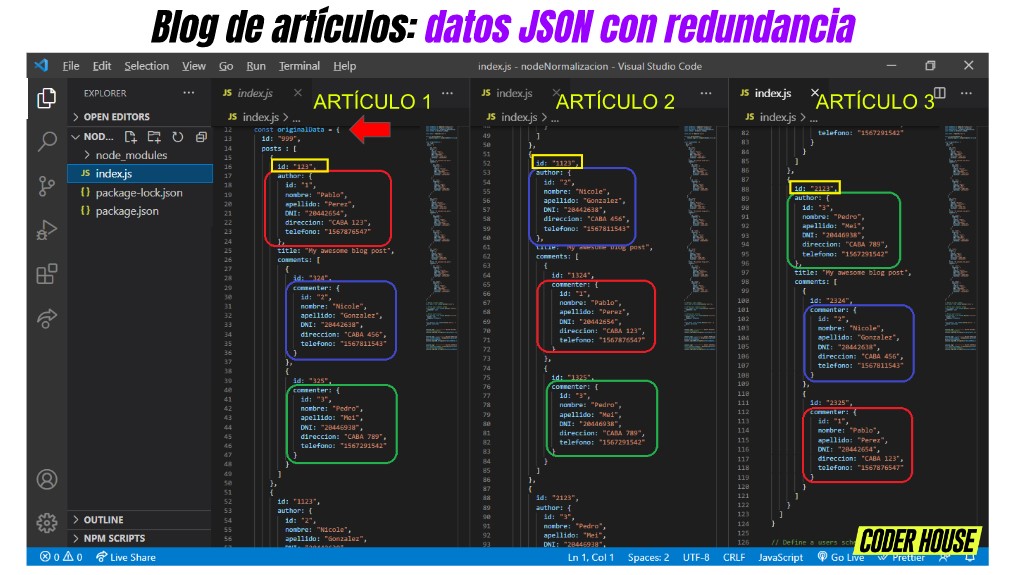 Blog de artículos: datos JSON con redundancia
File Edit Selection View Go Run Terminal Help
index.js - nodeNormalizacion - Visual Studio Code
EXPLORER
OPEN EDITORS
NOD...
node_modules
JS index.js
{} package-lock.json
{} package.json
OUTLINE
NPM SCRIPTS
JS index.js
ARTÍCULO 1
JS index.js > ...
12 const originalData = {
13 id: "999",
14 posts : [
15 {
16 id: "123",
17 author: {
18 id: "1",
19 nombre: "Pablo",
20 apellido: "Perez",
21 DNI: "20442654",
22 direccion: "CABA 123",
23 telefono: "1567876547"
24 },
25 title: "My awesome blog post",
26 comments: [
27 {
28 id: "324",
29 commenter: {
30 id: "2",
31 nombre: "Nicole",
32 apellido: "Gonzalez",
33 DNI: "20442638",
34 direccion: "CABA 456",
35 telefono: "1567811543"
36 }
37 },
38 {
39 id: "325",
40 commenter: {
41 id: "3",
42 nombre: "Pedro",
43 apellido: "Mei",
44 DNI: "20446938",
45 direccion: "CABA 789",
46 telefono: "1567291542"
47 }
48 }
49 ]
50 },
51 {
52 id: "1123",
53 author: {
54 id: "2",
55 nombre: "Nicole",
56 apellido: "Gonzalez",
JS index.js
ARTÍCULO 2
JS index.js > ...
49 ]
50 },
51 {
52 id: "1123",
53 author: {
54 id: "2",
55 nombre: "Nicole",
56 apellido: "Gonzalez",
57 DNI: "20442638",
58 direccion: "CABA 456",
59 telefono: "1567811543"
60 },
61 title: "My awesome blog post",
62 comments: [
63 {
64 id: "1324",
65 commenter: {
66 id: "1",
67 nombre: "Pablo",
68 apellido: "Perez",
69 DNI: "20442654",
70 direccion: "CABA 123",
71 telefono: "1567876547"
72 }
73 },
74 {
75 id: "1325",
76 commenter: {
77 id: "3",
78 nombre: "Pedro",
79 apellido: "Mei",
80 DNI: "20446938",
81 direccion: "CABA 789",
82 telefono: "1567291542"
83 }
84 }
85 ]
86 },
87 {
88 id: "2123",
89 author: {
90 id: "3",
91 nombre: "Pedro",
92 apellido: "Mei",
93 DNI: "20446938",
JS index.js
ARTÍCULO 3
JS index.js > ...
82 telefono: "1567291542"
83 }
84 }
85 ]
86 },
87 {
88 id: "2123",
89 author: {
90 id: "3",
91 nombre: "Pedro",
92 apellido: "Mei",
93 DNI: "20446938",
94 direccion: "CABA 789",
95 telefono: "1567291542"
96 },
97 title: "My awesome blog post",
98 comments: [
99 {
100 id: "2324",
101 commenter: {
102 id: "2",
103 nombre: "Nicole",
104 apellido: "Gonzalez",
105 DNI: "20442638",
106 direccion: "CABA 456",
107 telefono: "1567811543"
108 }
109 },
110 {
111 id: "2325",
112 commenter: {
113 id: "1",
114 nombre: "Pablo",
115 apellido: "Perez",
116 DNI: "20442654",
117 direccion: "CABA 123",
118 telefono: "1567876547"
119 }
120 }
121 ]
122 }
123 ]
124 }
125
126 // Define a users
CODER HOUSE
0 0 Live Share
Ln 1, Col 1 Spaces: 2 UTF-8 CRLF JavaScript Go Live Prettier